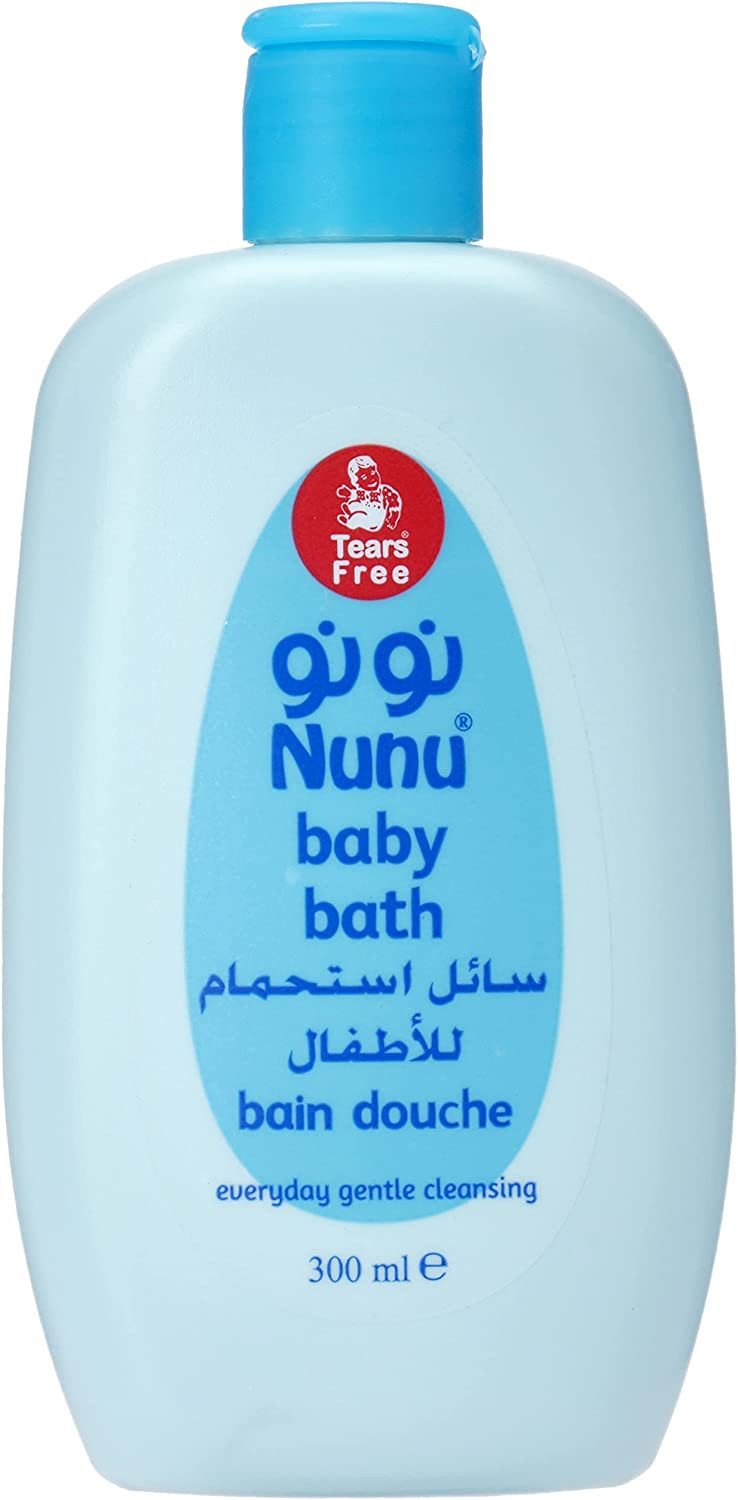 Tears®
Free
نونو
Nunu®
baby
bath
سائل استحمام
للأطفال
bain douche
everyday gentle cleansing
300 ml ℮